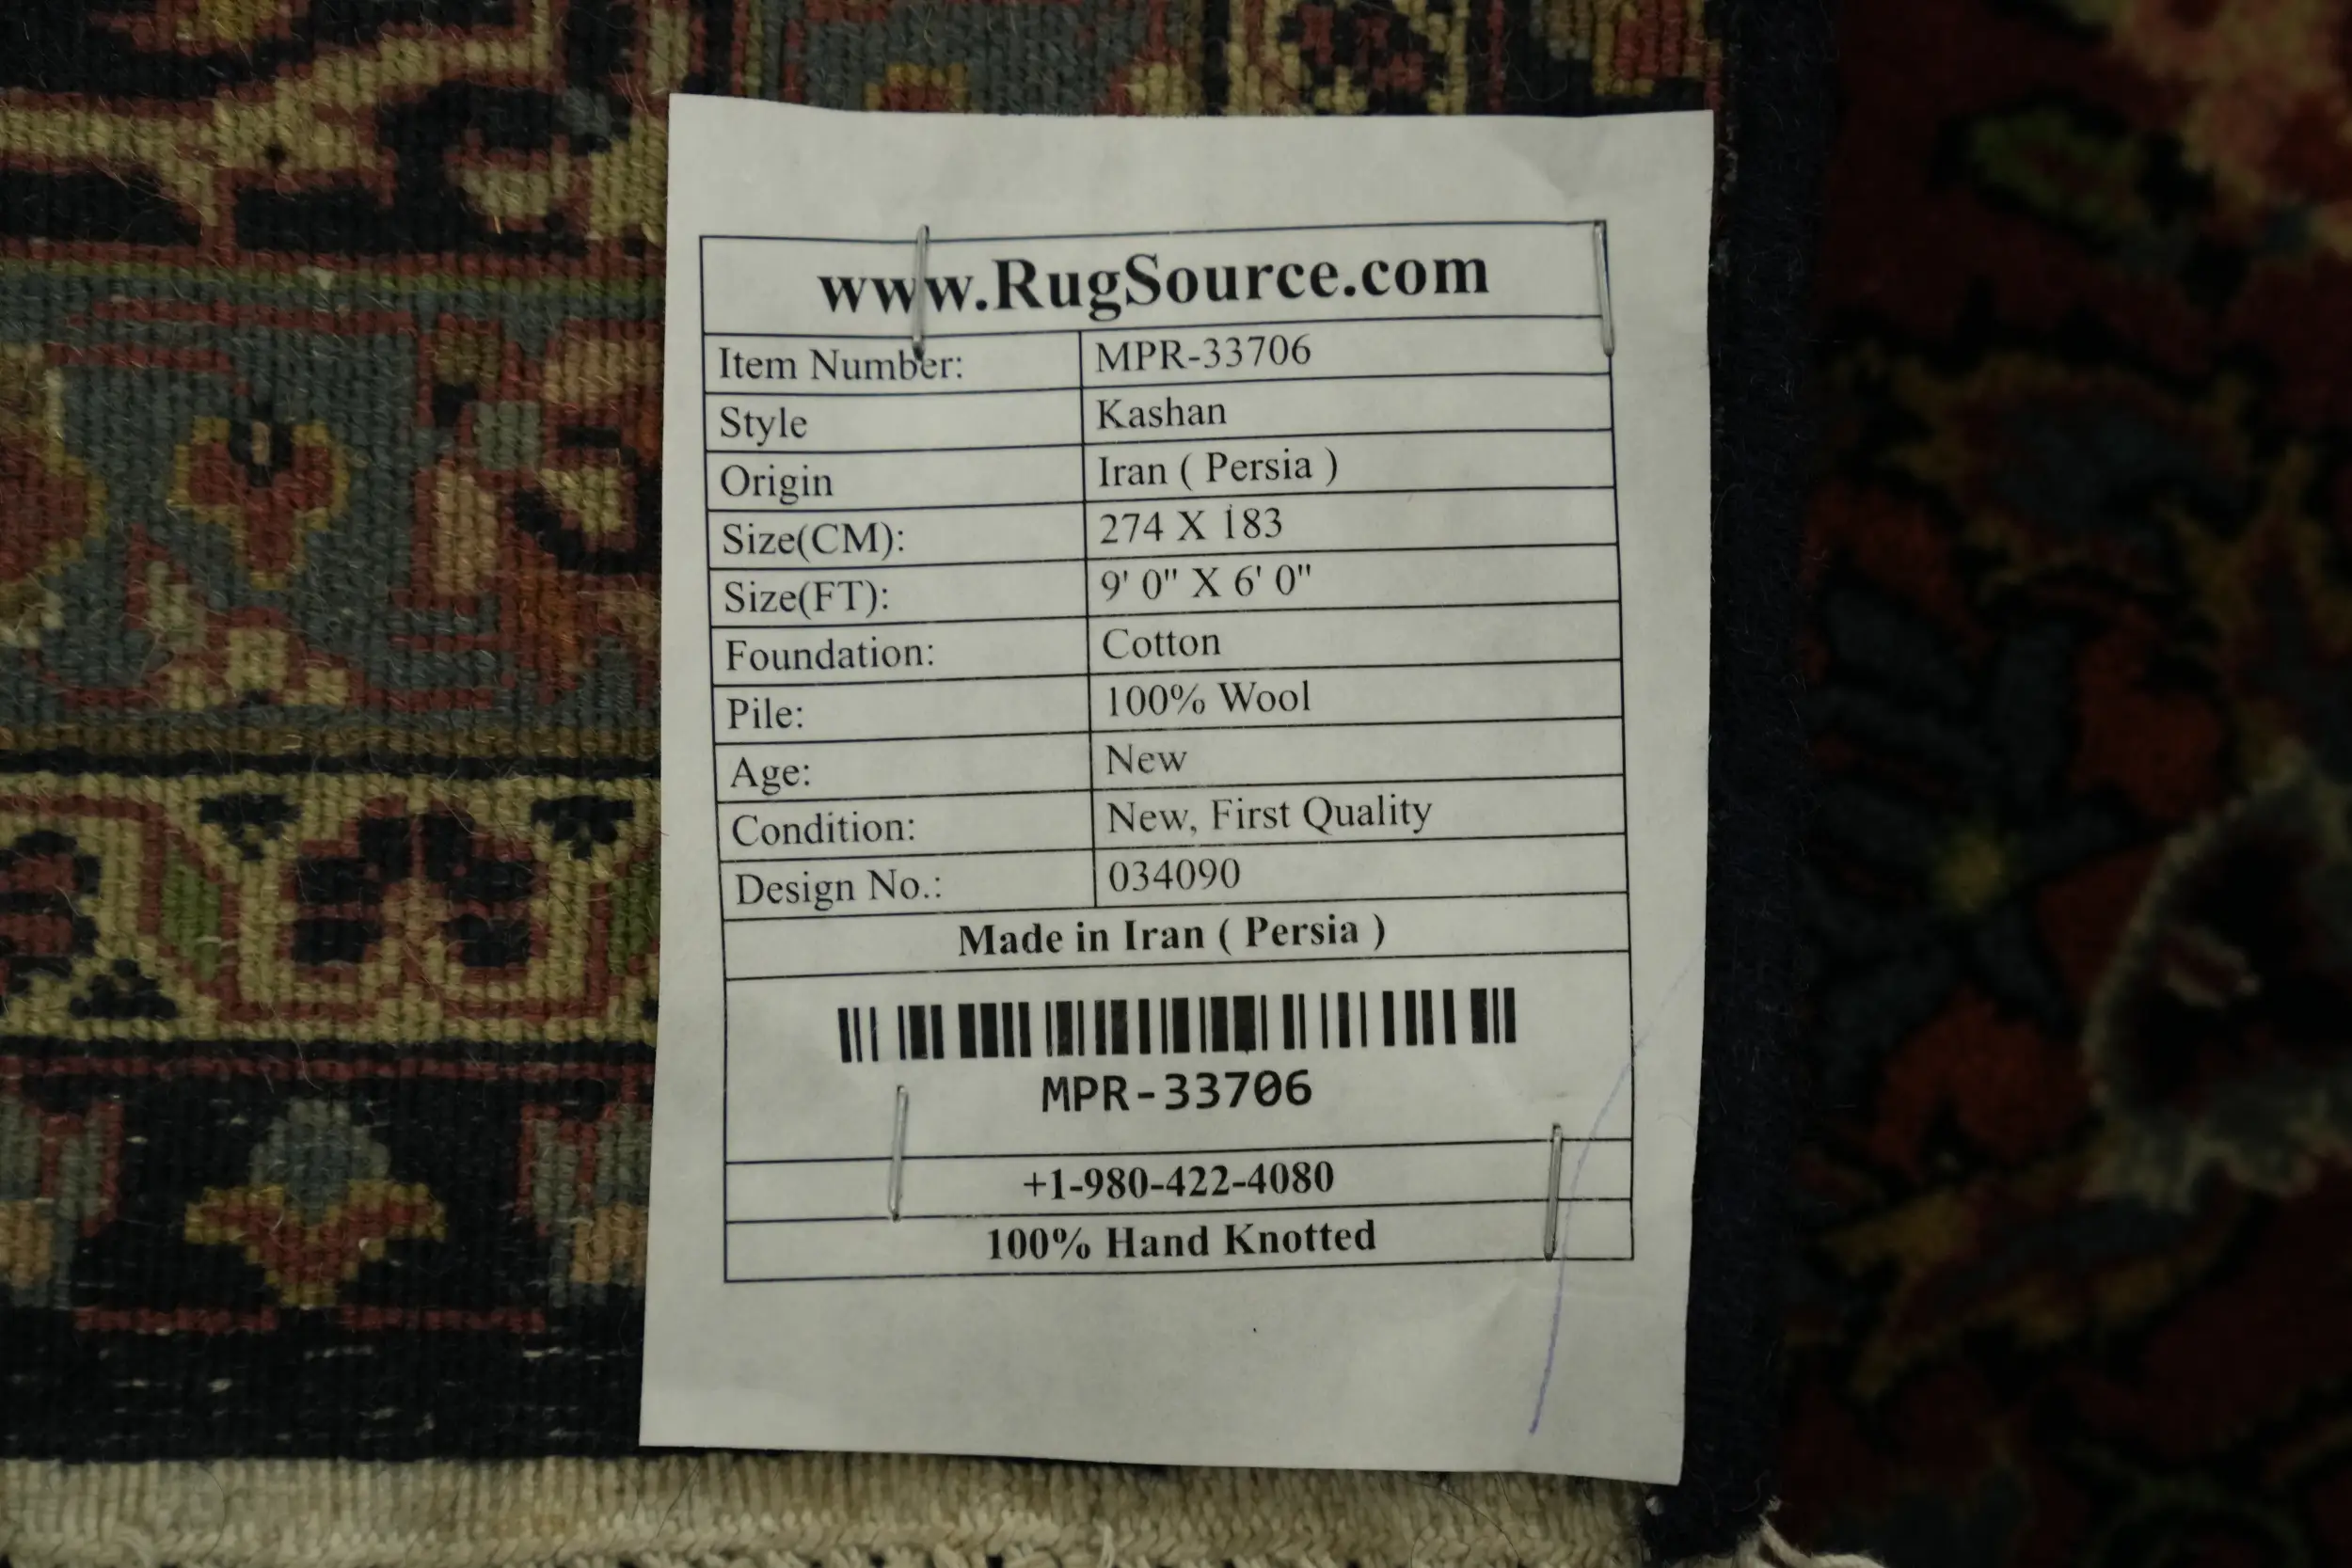 www.RugSource.com
Item Number: MPR-33706
Style Kashan
Origin Iran ( Persia )
Size(CM): 274 X 183
Size(FT): 9' 0" X 6' 0"
Foundation: Cotton
Pile: 100% Wool
Age: New
Condition: New, First Quality
Design No.: 034090
Made in Iran ( Persia )
MPR-33706
+1-980-422-4080
100% Hand Knotted